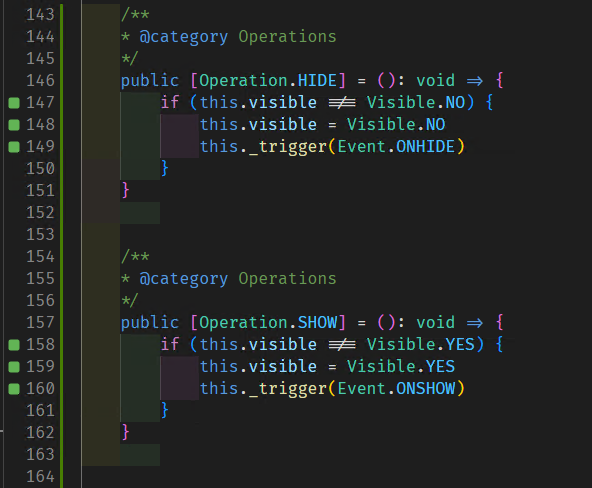 143 /**
144 * @category Operations
145 */
146 public [Operation.HIDE] = (): void => {
147 if (this.visible !== Visible.NO) {
148 this.visible = Visible.NO
149 this._trigger(Event.ONHIDE)
150 }
151 }
152
153
154 /**
155 * @category Operations
156 */
157 public [Operation.SHOW] = (): void => {
158 if (this.visible !== Visible.YES) {
159 this.visible = Visible.YES
160 this._trigger(Event.ONSHOW)
161 }
162 }
163
164